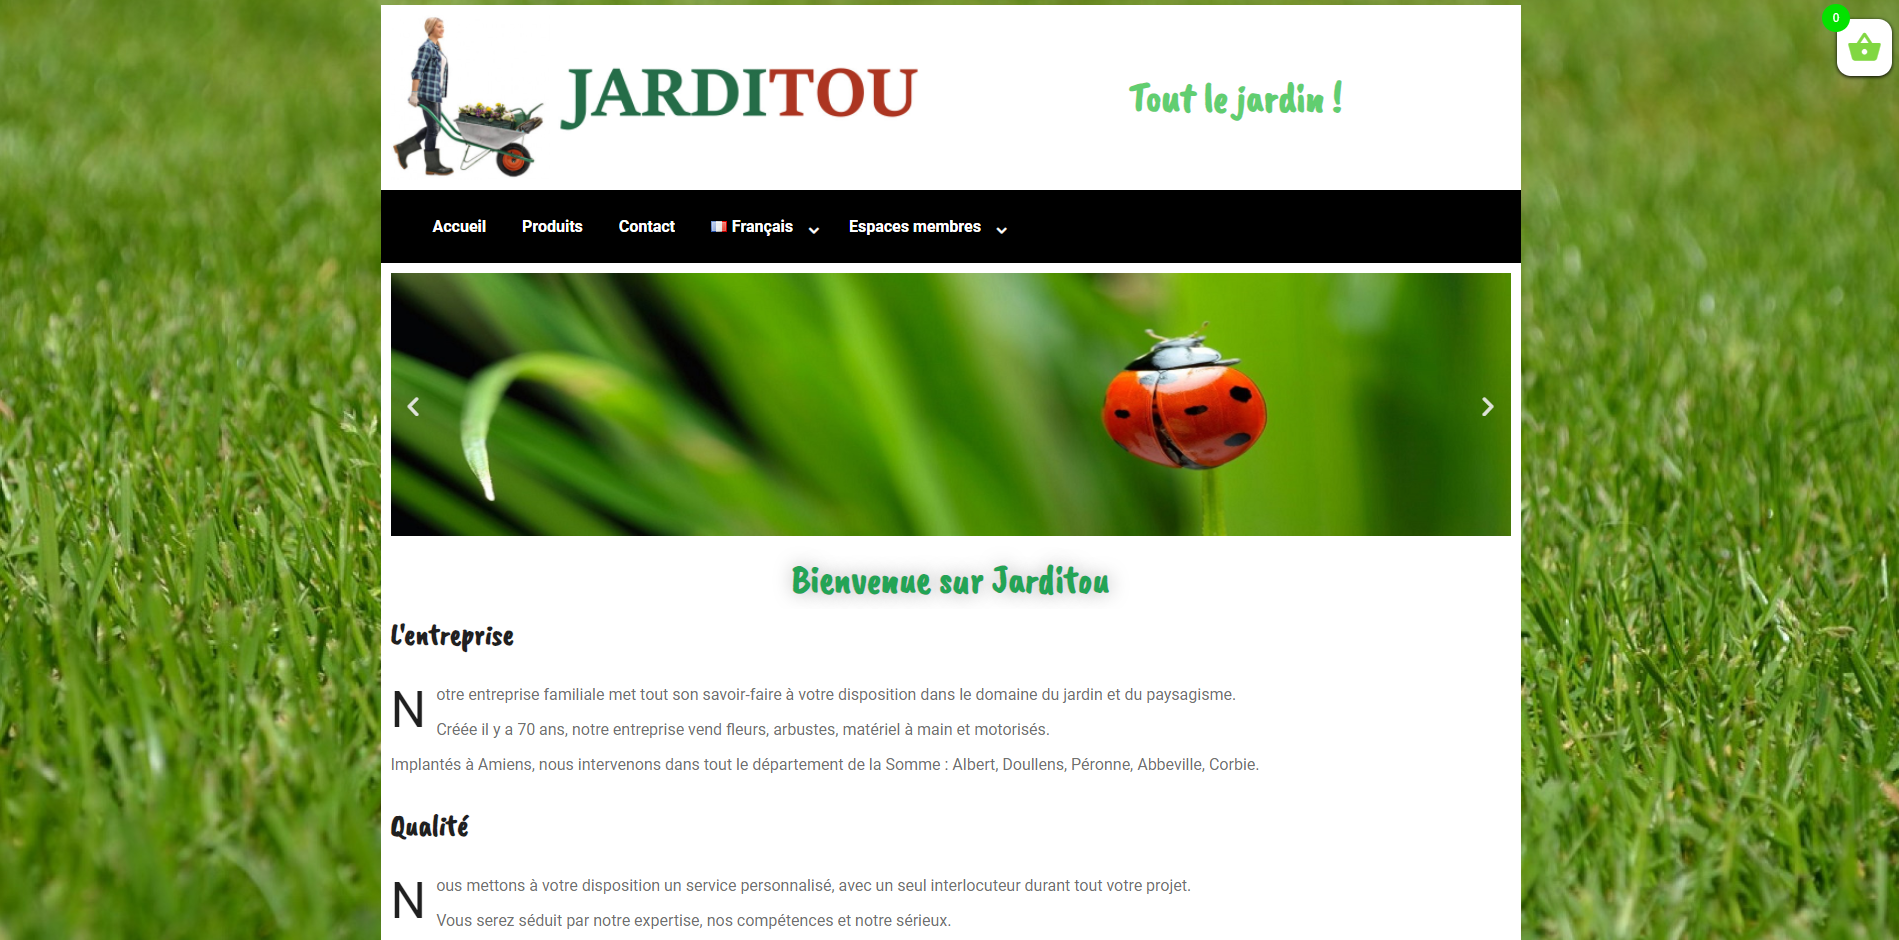 0
JARDITOU
Tout le jardin !
Accueil Produits Contact Français Espaces membres
Bienvenue sur Jarditou
L'entreprise
Notre entreprise familiale met tout son savoir-faire à votre disposition dans le domaine du jardin et du paysagisme.
Créée il y a 70 ans, notre entreprise vend fleurs, arbustes, matériel à main et motorisés.
Implantés à Amiens, nous intervenons dans tout le département de la Somme : Albert, Doullens, Péronne, Abbeville, Corbie.
Qualité
Nous mettons à votre disposition un service personnalisé, avec un seul interlocuteur durant tout votre projet.
Vous serez séduit par notre expertise, nos compétences et notre sérieux.